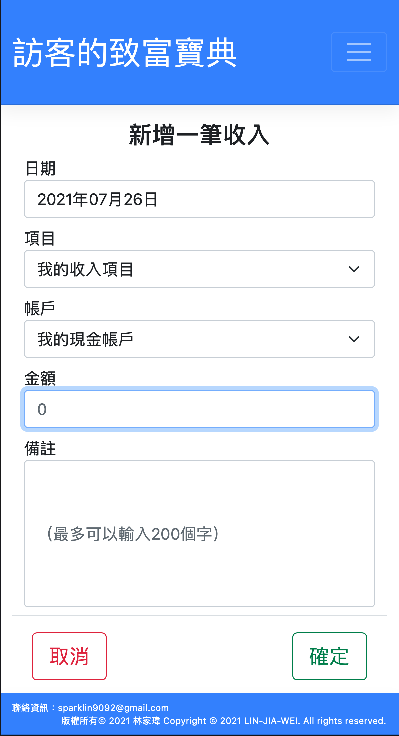 訪客的致富寶典
新增一筆收入
日期
2021年07月26日
項目
我的收入項目
帳戶
我的現金帳戶
金額
0
備註
（最多可以輸入200個字）
取消
確定
聯絡資訊：sparklin9092@gmail.com
版權所有© 2021 林家瑋 Copyright © 2021 LIN-JIA-WEI. All rights reserved.